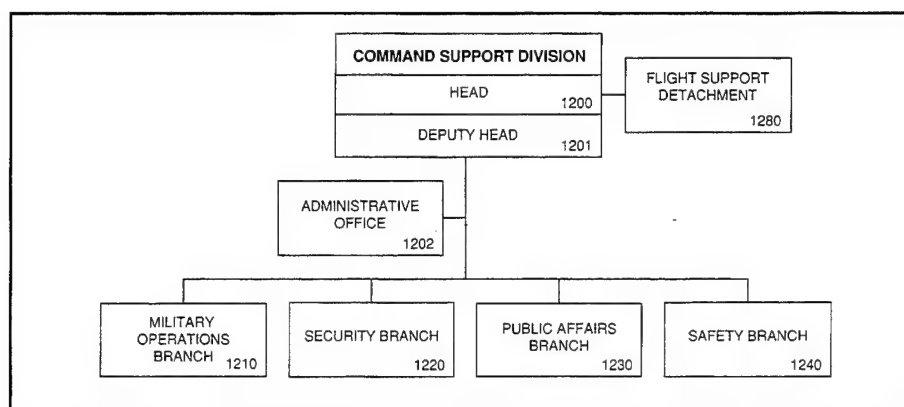 COMMAND SUPPORT DIVISION
HEAD
1200
DEPUTY HEAD
1201
FLIGHT SUPPORT
DETACHMENT
1280
ADMINISTRATIVE
OFFICE
1202
MILITARY
OPERATIONS
BRANCH
1210
SECURITY BRANCH
1220
PUBLIC AFFAIRS
BRANCH
1230
SAFETY BRANCH
1240